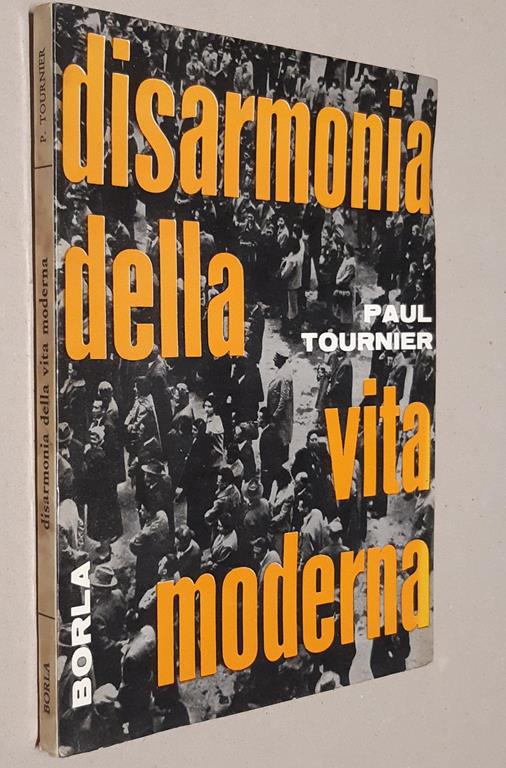 disarmonia
della
PAUL
TOURNIER
vita
moderna
BORLA
P. TOURNIER
disarmonia della vita moderna
BORLA